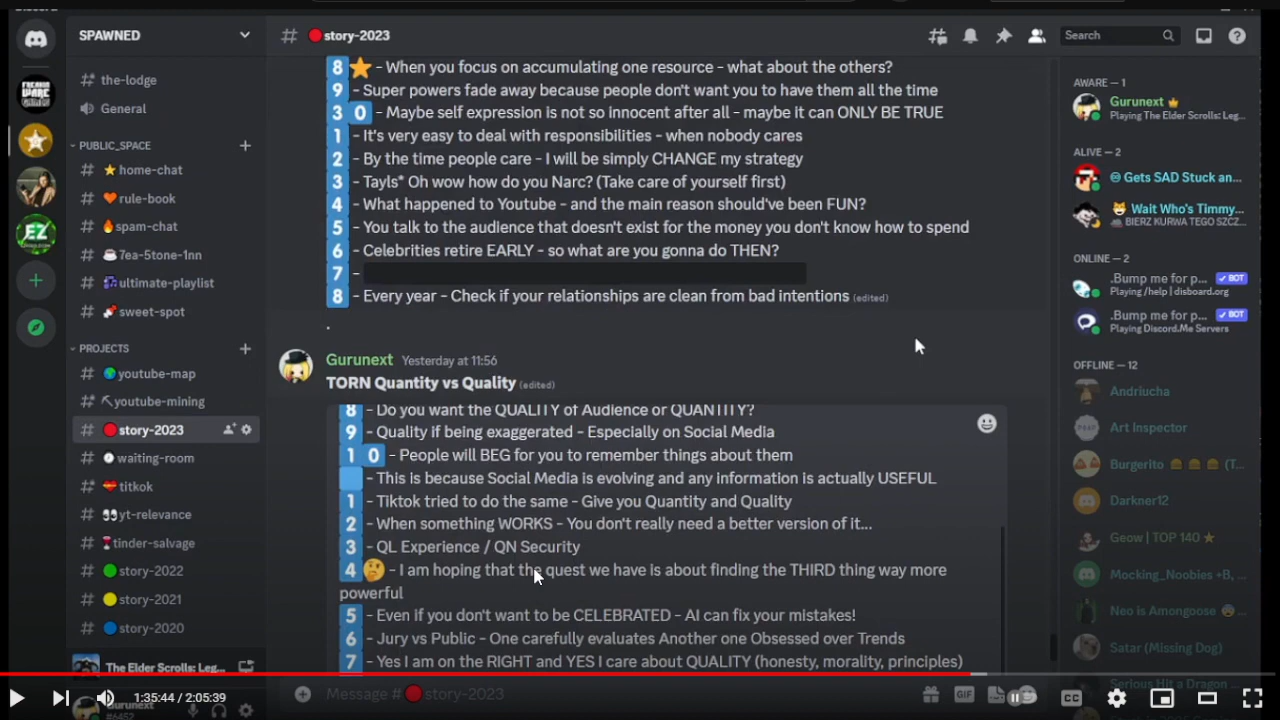 SPAWNED
the-lodge
General
PUBLIC_SPACE
home-chat
rule-book
spam-chat
7ea-5tone-1nn
ultimate-playlist
sweet-spot
PROJECTS
youtube-map
youtube-mining
story-2023
waiting-room
titkok
yt-relevance
tinder-salvage
story-2022
story-2021
story-2020
The Elder Scrolls: Leg...
Gurunext
#6452
# story-2023
Search
8 - When you focus on accumulating one resource - what about the others?
9 - Super powers fade away because people don't want you to have them all the time
3 0 - Maybe self expression is not so innocent after all - maybe it can ONLY BE TRUE
1 - It's very easy to deal with responsibilities - when nobody cares
2 - By the time people care - I will be simply CHANGE my strategy
3 - Tayls* Oh wow how do you Narc? (Take care of yourself first)
4 - What happened to Youtube - and the main reason should've been FUN?
5 - You talk to the audience that doesn't exist for the money you don't know how to spend
6 - Celebrities retire EARLY - so what are you gonna do THEN?
7 -
8 - Every year - Check if your relationships are clean from bad intentions (edited)
.
Gurunext Yesterday at 11:56
TORN Quantity vs Quality (edited)
8 - Do you want the QUALITY of Audience or QUANTITY?
9 - Quality if being exaggerated - Especially on Social Media
1 0 - People will BEG for you to remember things about them
- This is because Social Media is evolving and any information is actually USEFUL
1 - Tiktok tried to do the same - Give you Quantity and Quality
2 - When something WORKS - You don't really need a better version of it...
3 - QL Experience / QN Security
4 - I am hoping that the quest we have is about finding the THIRD thing way more
powerful
5 - Even if you don't want to be CELEBRATED - AI can fix your mistakes!
6 - Jury vs Public - One carefully evaluates Another one Obsessed over Trends
7 - Yes I am on the RIGHT and YES I care about QUALITY (honesty, morality, principles)
Message # story-2023
GIF
CC
1:35:44 / 2:05:39
AWARE — 1
Gurunext
Playing The Elder Scrolls: Leg...
ALIVE — 2
Gets SAD Stuck an...
Wait Who's Timmy...
BIERZ KURWA TEGO SZCZ...
ONLINE — 2
.Bump me for p... BOT
Playing /help | disboard.org
.Bump me for p... BOT
Playing Discord.Me Servers
OFFLINE — 12
Andriucha
Art Inspector
Burgerito (T...
Darkner12
Geow | TOP 140
Mocking_Noobies +B, ...
Neo is Amongoose
Satar (Missing Dog)
Serious Hit a Dragon ...